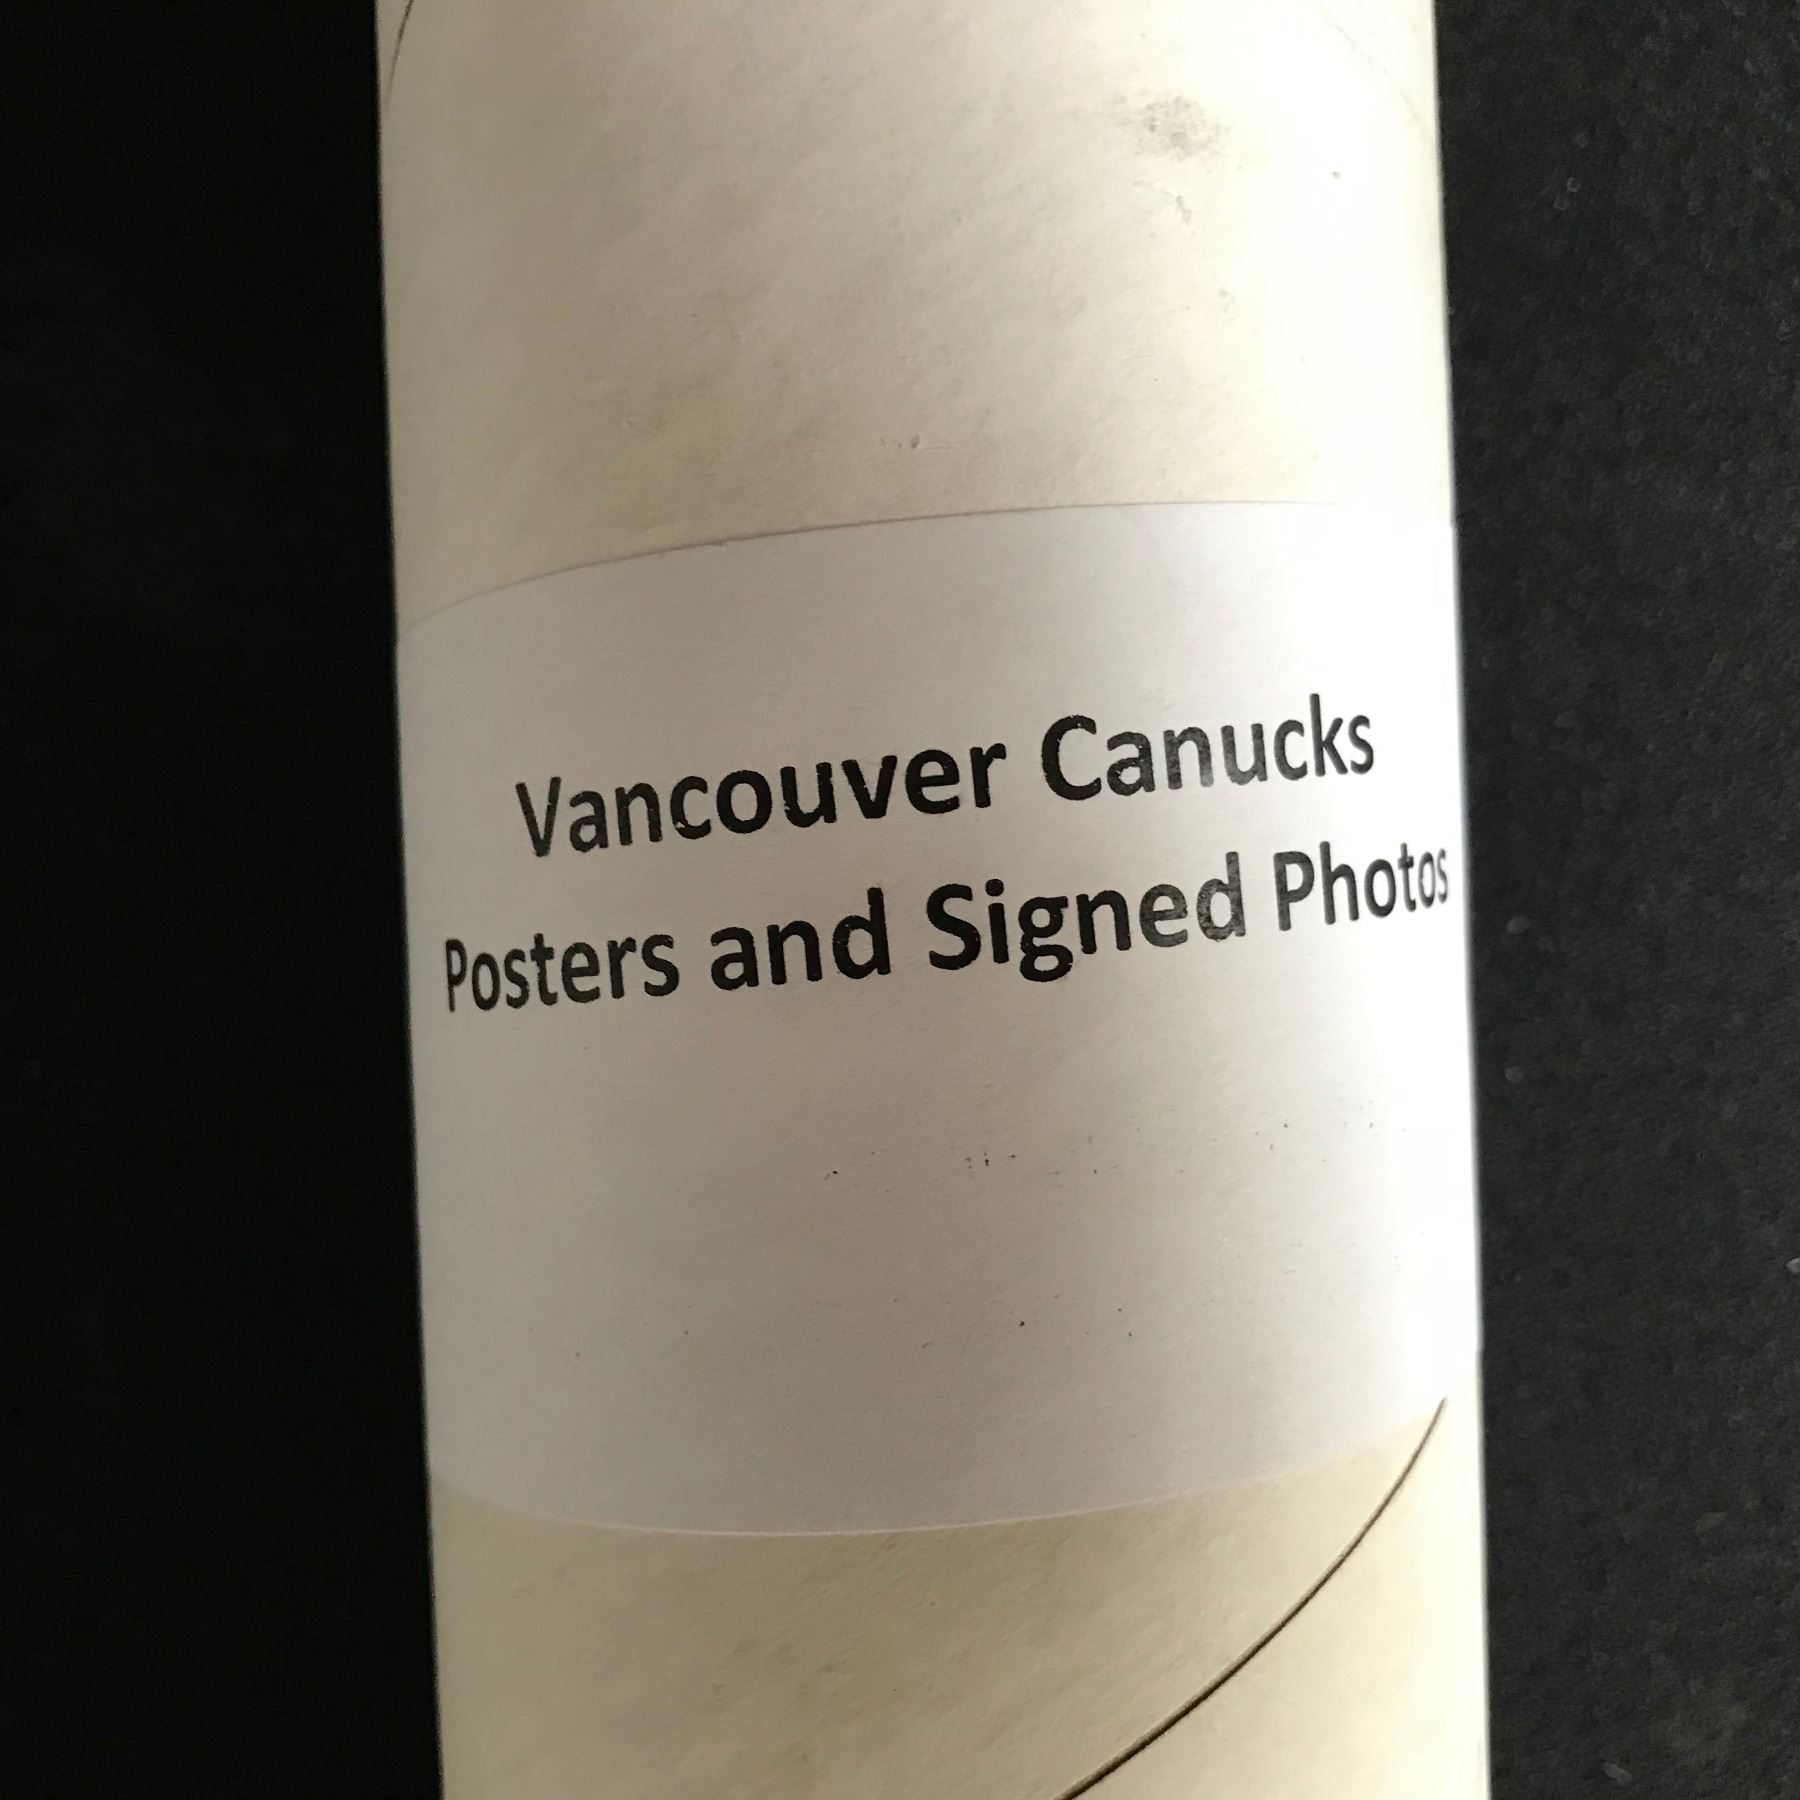 Vancouver Canucks
Posters and Signed Photos